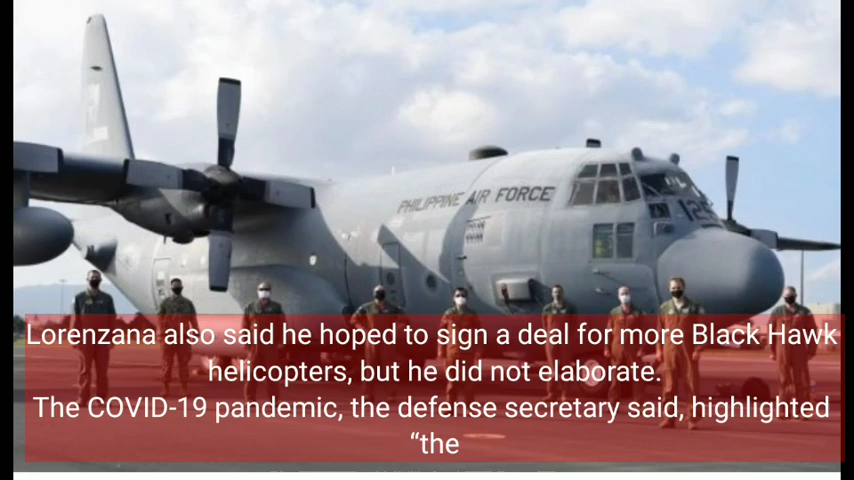 PHILIPPINE AIR FORCE
Lorenzana also said he hoped to sign a deal for more Black Hawk
helicopters, but he did not elaborate.
The COVID-19 pandemic, the defense secretary said, highlighted
“the